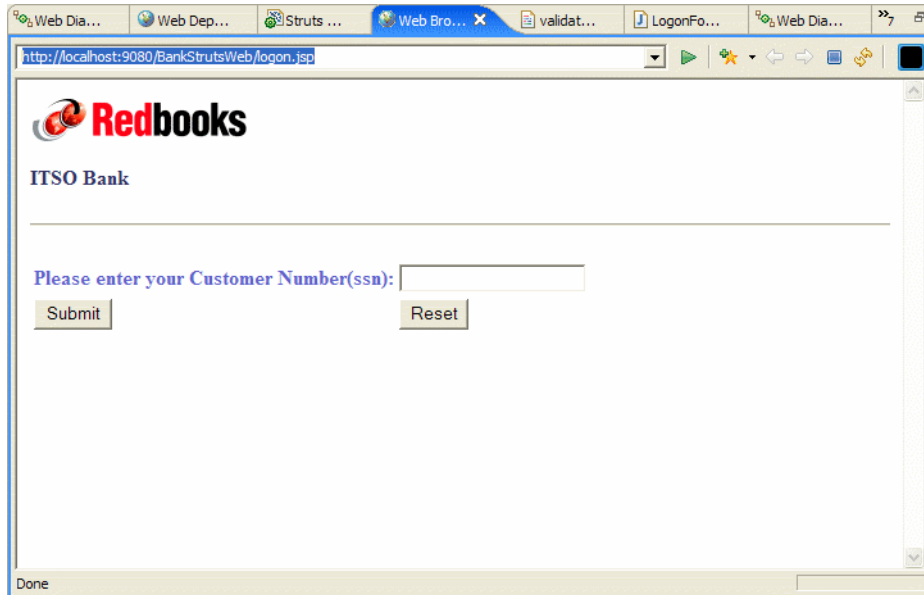 Web Dia... Web Dep... Struts ... Web Bro... X validat... LogonFo... Web Dia... »7
http://localhost:9080/BankStrutsWeb/logon.jsp
Redbooks
ITSO Bank
Please enter your Customer Number(ssn):
Submit Reset
Done